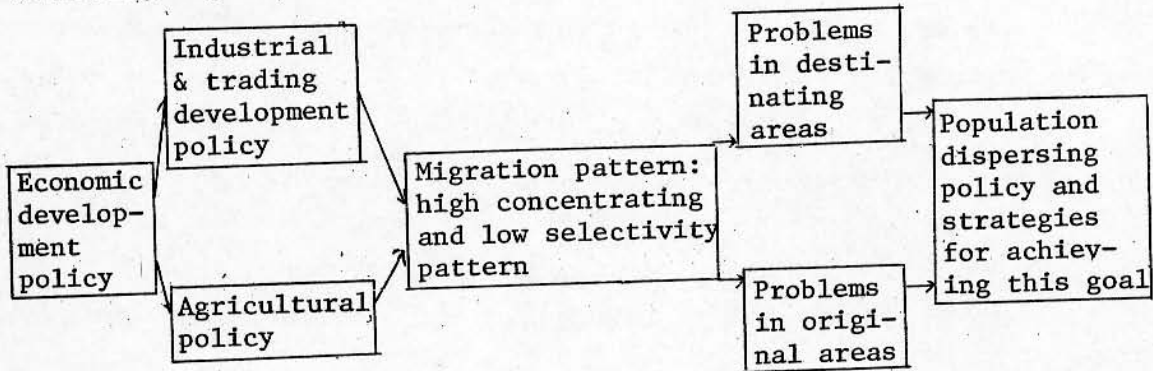 Economic
develop-
ment
policy
Industrial
& trading
development
policy
Agricultural
policy
Migration pattern:
high concentrating
and low selectivity
pattern
Problems
in desti-
nating
areas
Problems
in origi-
nal areas
Population
dispersing
policy and
strategies
for achiev-
ing this goal